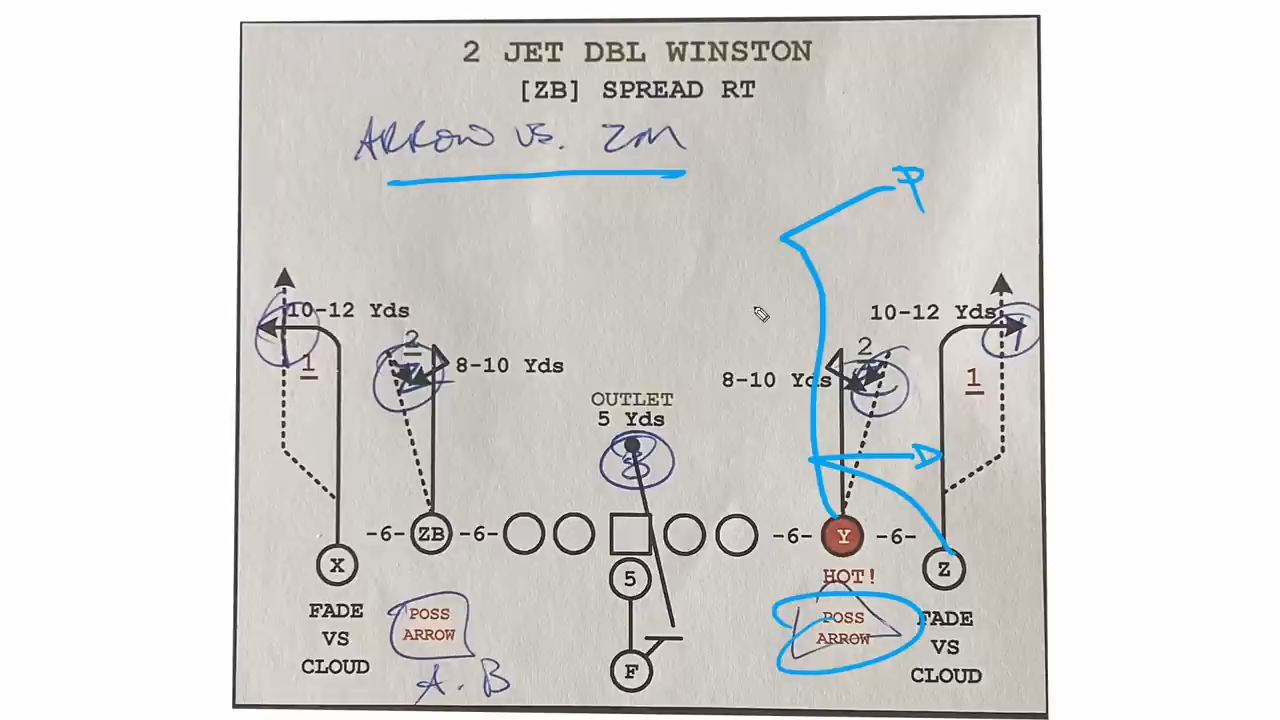 2 JET DBL WINSTON
[ZB] SPREAD RT
ARROW VS. ZM
10-12 Yds
10-12 Yds
1
2
8-10 Yds
2
8-10 Yds
1
OUTLET
5 Yds
-6- ZB -6-
-6- Y -6-
X
5
Z
HOT!
FADE
VS
CLOUD
POSS
ARROW
POSS
ARROW
FADE
VS
CLOUD
A. B
F